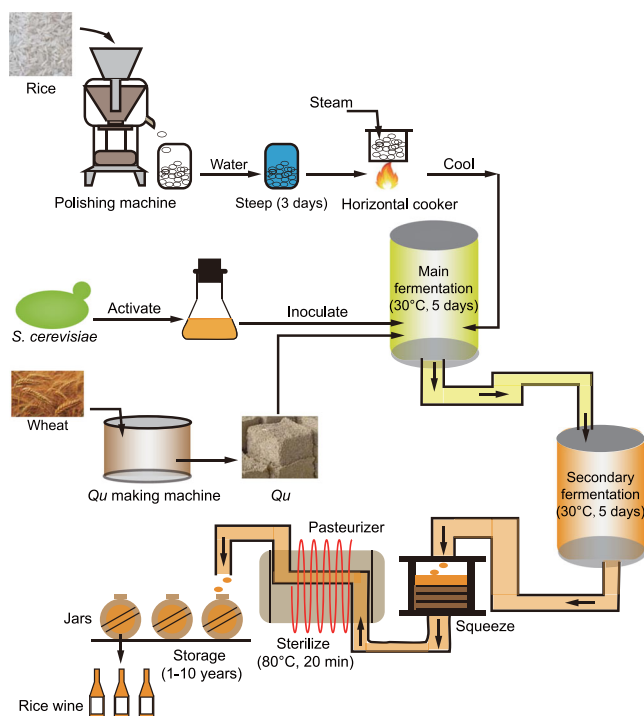 Rice
Polishing machine
Water
Steep (3 days)
Steam
Horizontal cooker
Cool
Main
fermentation
(30°C, 5 days)
S. cerevisiae
Activate
Inoculate
Wheat
Qu making machine
Qu
Secondary
fermentation
(30°C, 5 days)
Pasteurizer
Squeeze
Sterilize
(80°C, 20 min)
Jars
Storage
(1-10 years)
Rice wine